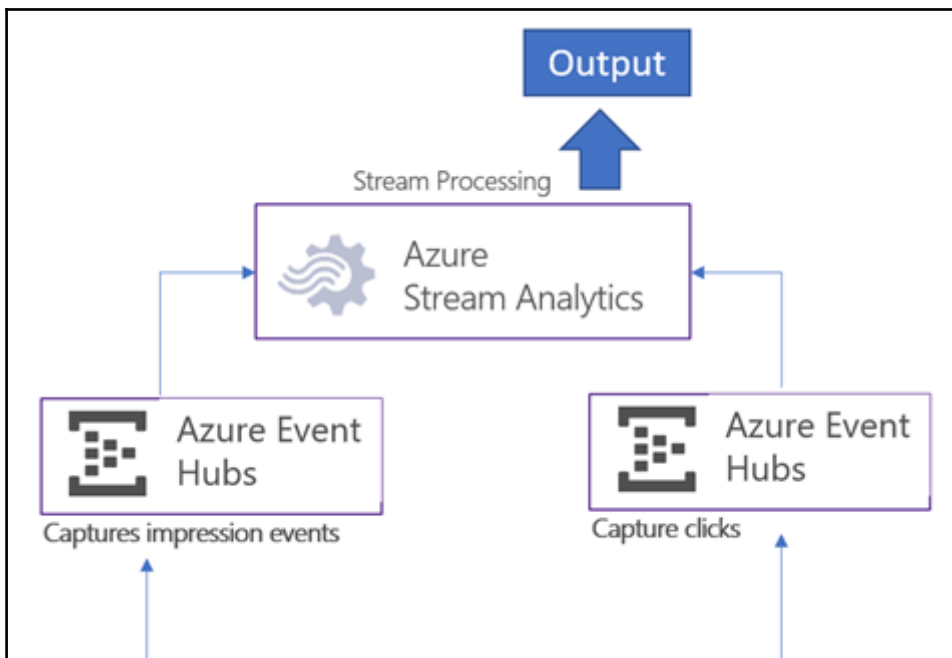 Output
Stream Processing
Azure
Stream Analytics
Azure Event
Hubs
Captures impression events
Azure Event
Hubs
Capture clicks